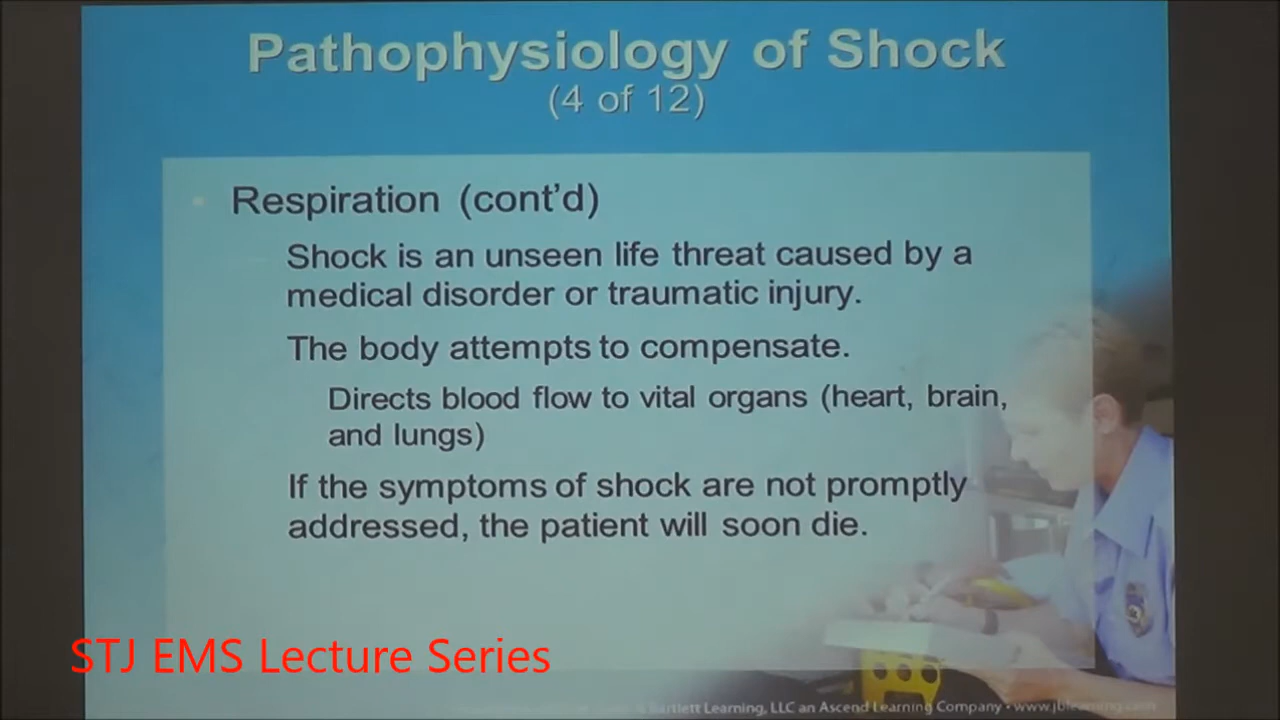 Pathophysiology of Shock
(4 of 12)
Respiration (cont'd)
Shock is an unseen life threat caused by a
medical disorder or traumatic injury.
The body attempts to compensate.
Directs blood flow to vital organs (heart, brain,
and lungs)
If the symptoms of shock are not promptly
addressed, the patient will soon die.
STJ EMS Lecture Series
Bartlett Learning, LLC an Ascend Learning Company • www.jblearning.com